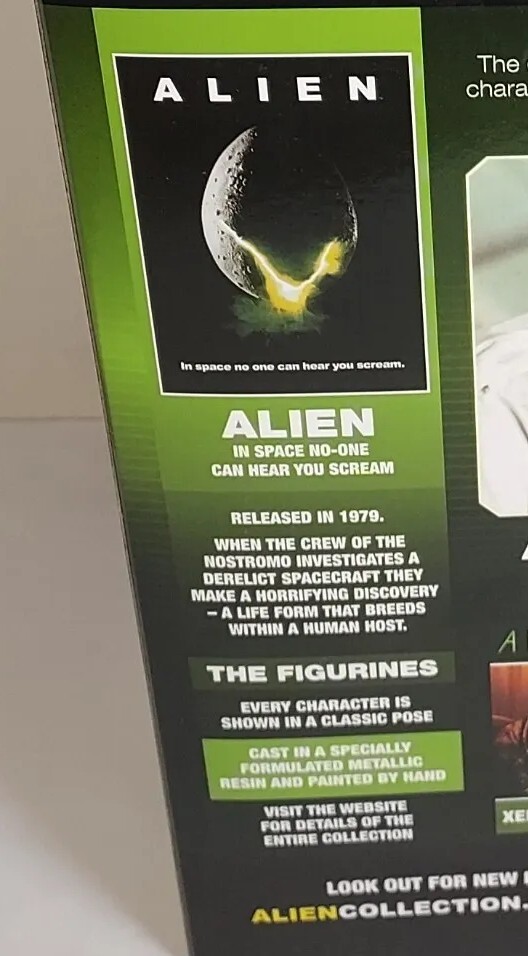 ALIEN
In space no one can hear you scream.
ALIEN
IN SPACE NO-ONE
CAN HEAR YOU SCREAM
RELEASED IN 1979.
WHEN THE CREW OF THE
NOSTROMO INVESTIGATES A
DERELICT SPACECRAFT THEY
MAKE A HORRIFYING DISCOVERY
– A LIFE FORM THAT BREEDS
WITHIN A HUMAN HOST.
THE FIGURINES
EVERY CHARACTER IS
SHOWN IN A CLASSIC POSE
CAST IN A SPECIALLY
FORMULATED METALLIC
RESIN AND PAINTED BY HAND
VISIT THE WEBSITE
FOR DETAILS OF THE
ENTIRE COLLECTION
LOOK OUT FOR NEW
ALIENCOLLECTION.
The
chara
A
XE